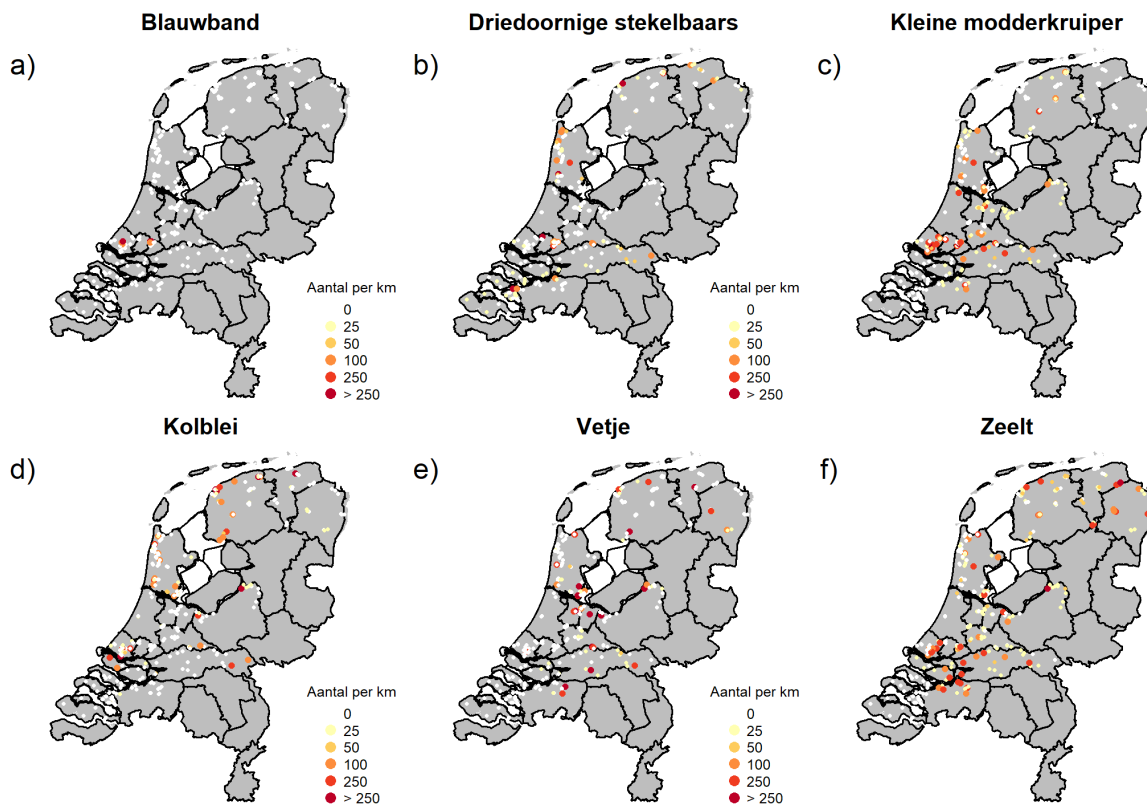 Blauwband
Driedoornige stekelbaars
Kleine modderkruiper
a)
b)
c)
Aantal per km
0
25
50
100
250
> 250
Aantal per km
0
25
50
100
250
> 250
Kolblei
Vetje
Zeelt
d)
e)
f)
Aantal per km
0
25
50
100
250
> 250
Aantal per km
0
25
50
100
250
> 250